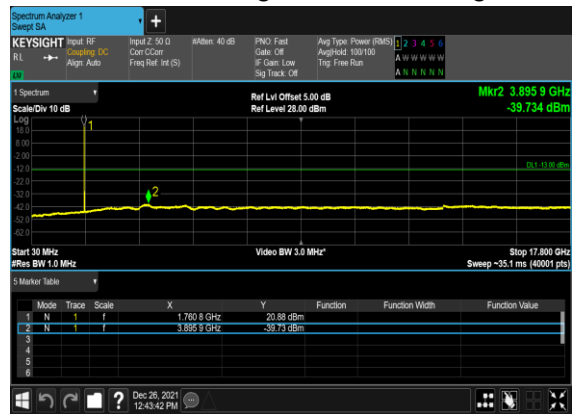 Spectrum Analyzer 1
Swept SA
+
KEYSIGHT Input: RF Input Z: 50 Ω #Atten: 40 dB PNO: Fast Avg Type: Power (RMS) 1 2 3 4 5 6
RL Coupling: DC Corr CCorr Gate: Off Avg|Hold: 100/100 A W W W W W
Align: Auto Freq Ref: Int (S) IF Gain: Low Trig: Free Run
LW Sig Track: Off A N N N N N
1 Spectrum Ref Lvl Offset 5.00 dB Mkr2 3.895 9 GHz
Scale/Div 10 dB Ref Level 28.00 dBm -39.734 dBm
Log
18.0
8.00
-2.00
-12.0
-22.0
-32.0
-42.0
-52.0
-62.0
1
2
DL1 -13.00 dBm
Start 30 MHz Video BW 3.0 MHz* Stop 17.800 GHz
#Res BW 1.0 MHz Sweep ~35.1 ms (40001 pts)
5 Marker Table
Mode Trace Scale X Y Function Function Width Function Value
1 N 1 f 1.760 8 GHz 20.88 dBm
2 N 1 f 3.895 9 GHz -39.73 dBm
3
4
5
6
? Dec 26, 2021
12:43:42 PM